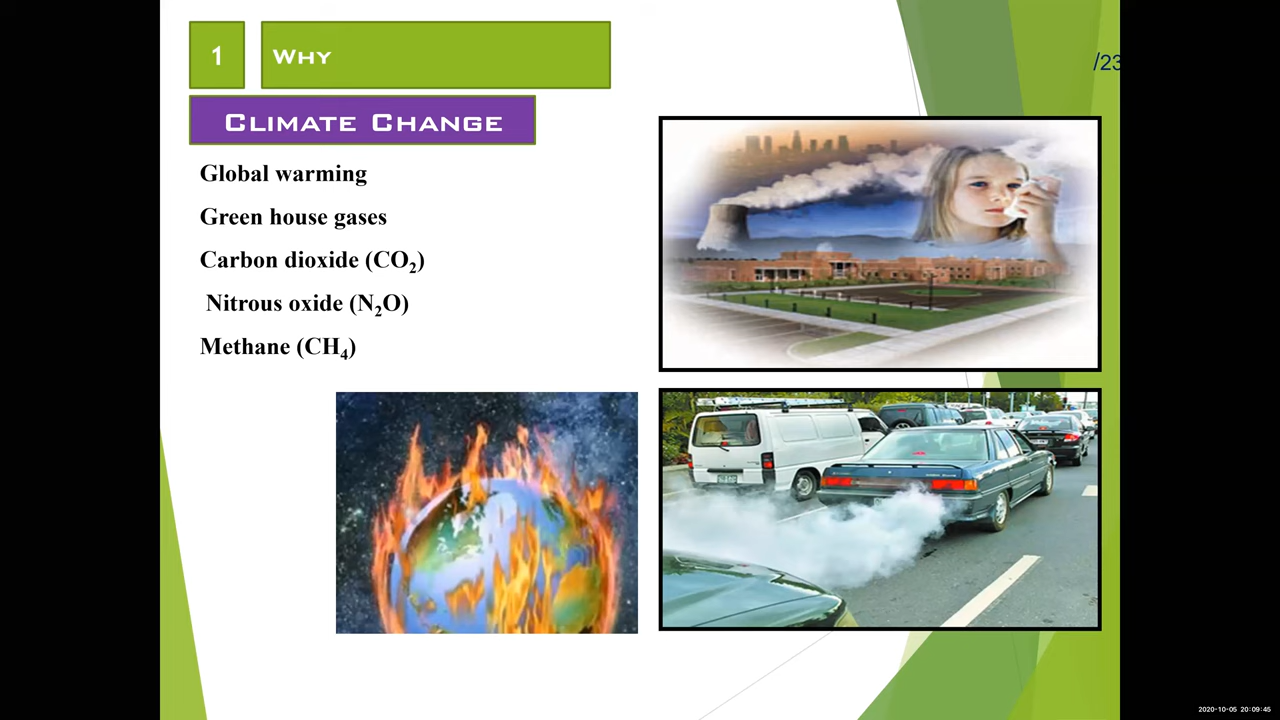 1
Why
/23
Climate Change
Global warming
Green house gases
Carbon dioxide (CO₂)
Nitrous oxide (N₂O)
Methane (CH₄)
2020-10-05 20:09:45